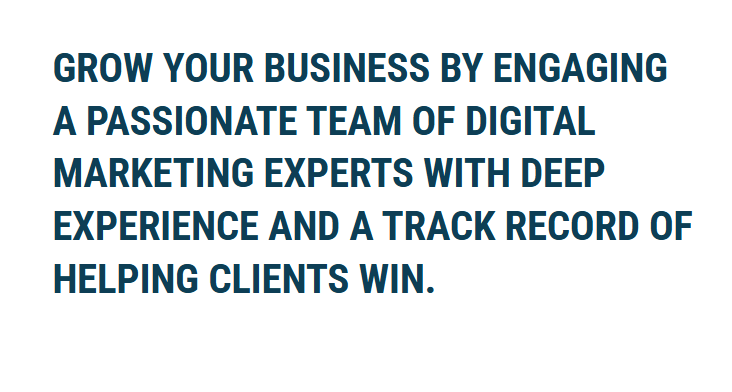 GROW YOUR BUSINESS BY ENGAGING
A PASSIONATE TEAM OF DIGITAL
MARKETING EXPERTS WITH DEEP
EXPERIENCE AND A TRACK RECORD OF
HELPING CLIENTS WIN.